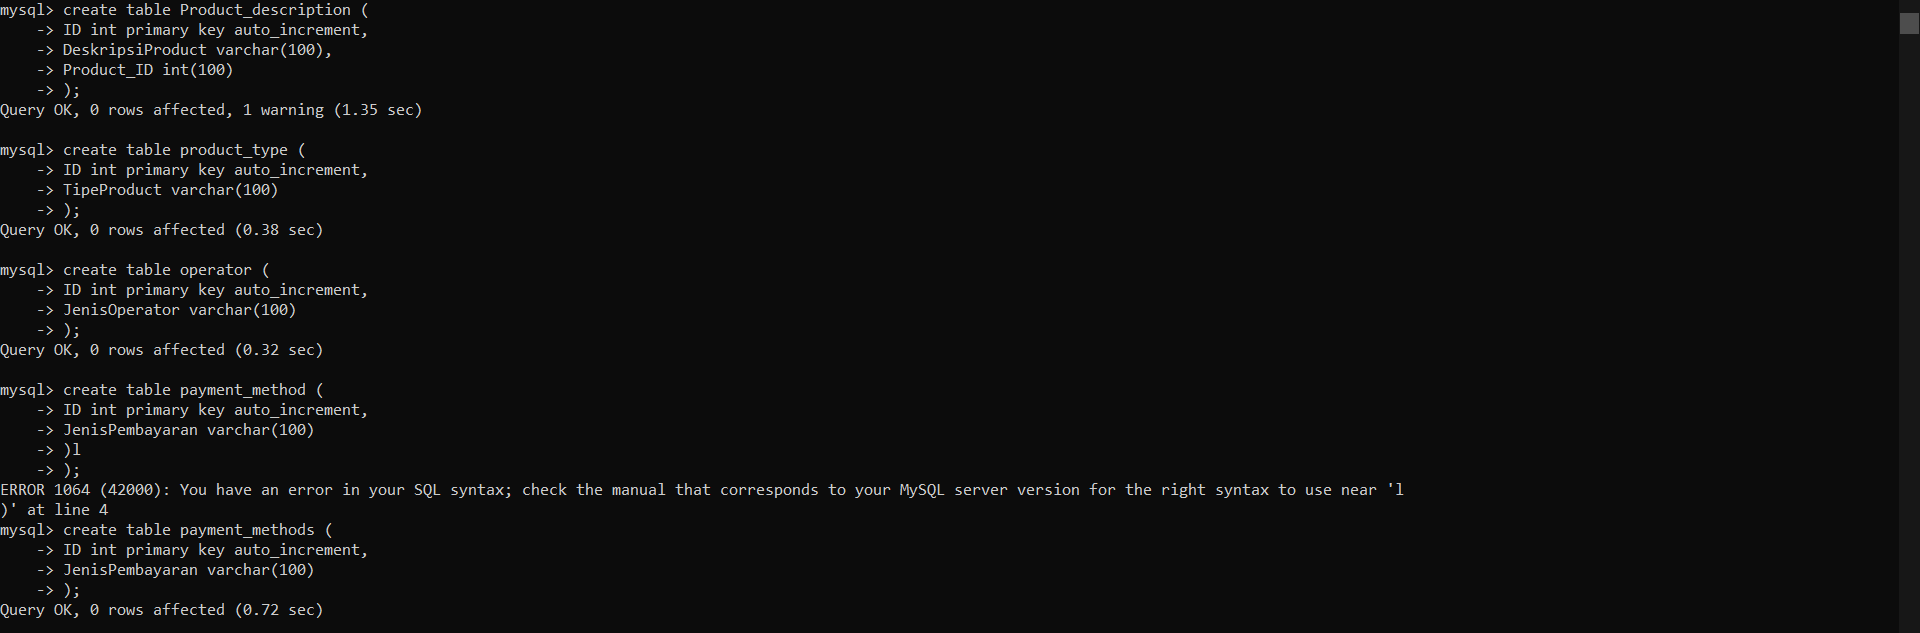 mysql> create table Product_description (
    -> ID int primary key auto_increment,
    -> DeskripsiProduct varchar(100),
    -> Product_ID int(100)
    -> );
Query OK, 0 rows affected, 1 warning (1.35 sec)

mysql> create table product_type (
    -> ID int primary key auto_increment,
    -> TipeProduct varchar(100)
    -> );
Query OK, 0 rows affected (0.38 sec)

mysql> create table operator (
    -> ID int primary key auto_increment,
    -> JenisOperator varchar(100)
    -> );
Query OK, 0 rows affected (0.32 sec)

mysql> create table payment_method (
    -> ID int primary key auto_increment,
    -> JenisPembayaran varchar(100)
    -> )l
    -> );
ERROR 1064 (42000): You have an error in your SQL syntax; check the manual that corresponds to your MySQL server version for the right syntax to use near 'l
)' at line 4
mysql> create table payment_methods (
    -> ID int primary key auto_increment,
    -> JenisPembayaran varchar(100)
    -> );
Query OK, 0 rows affected (0.72 sec)